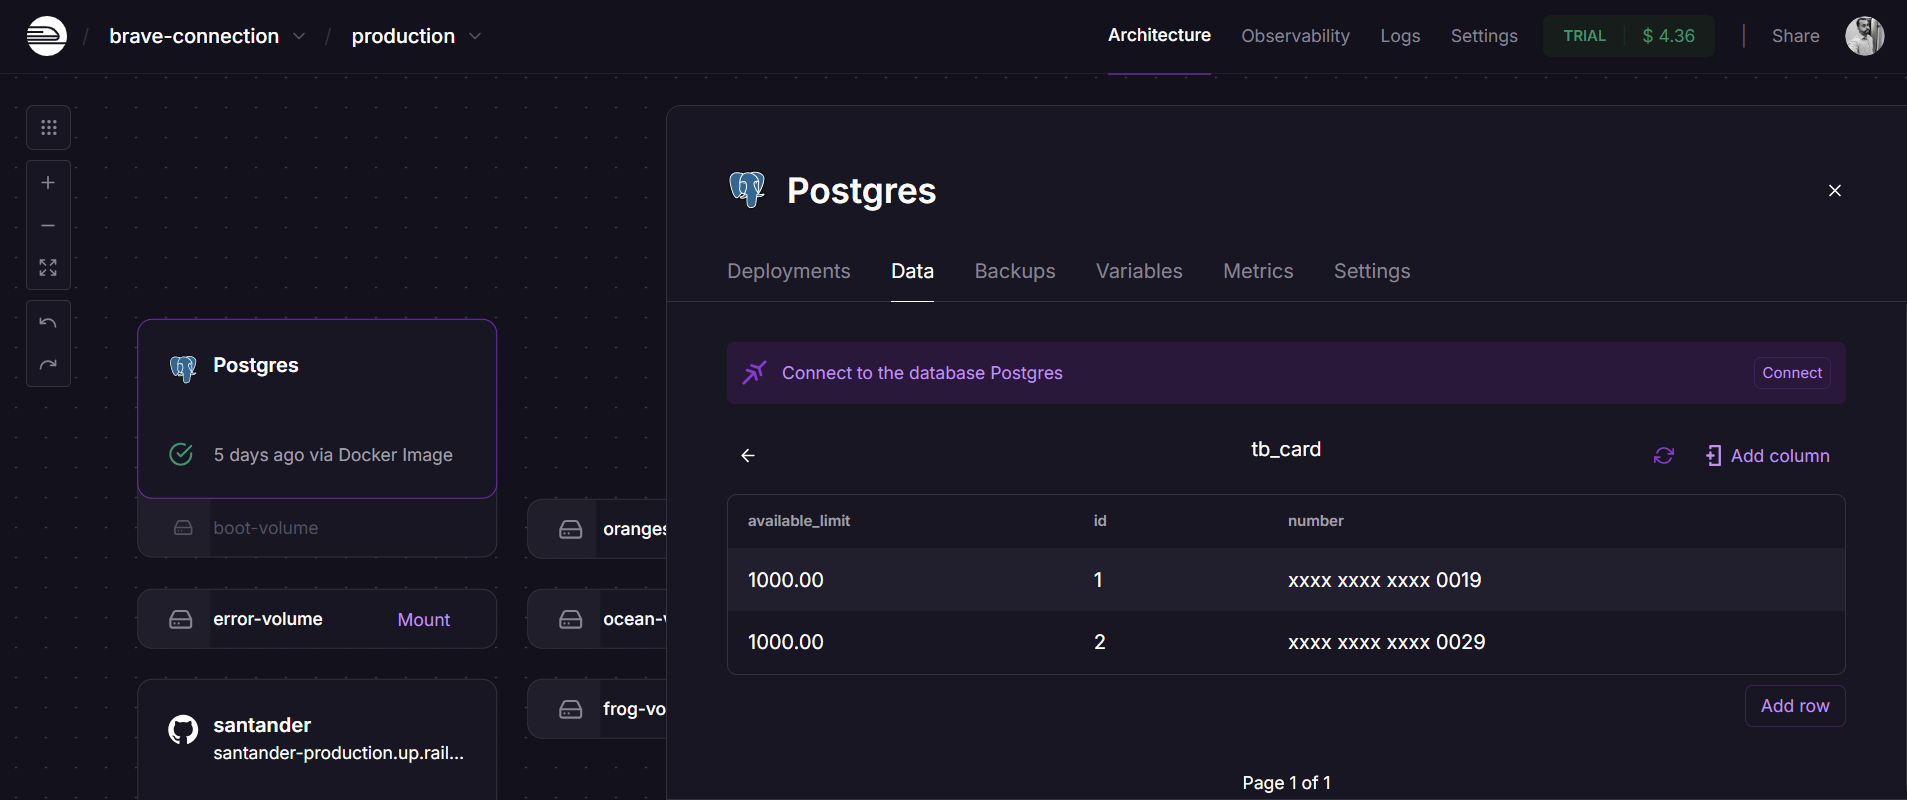 / brave-connection / production
Architecture Observability Logs Settings TRIAL $ 4.36 Share
Postgres
5 days ago via Docker Image
boot-volume
error-volume Mount
santander
santander-production.up.rail...
oranges
ocean-
frog-vo
Postgres
Deployments Data Backups Variables Metrics Settings
Connect to the database Postgres Connect
tb_card Add column
available_limit id number
1000.00 1 xxxx xxxx xxxx 0019
1000.00 2 xxxx xxxx xxxx 0029
Add row
Page 1 of 1